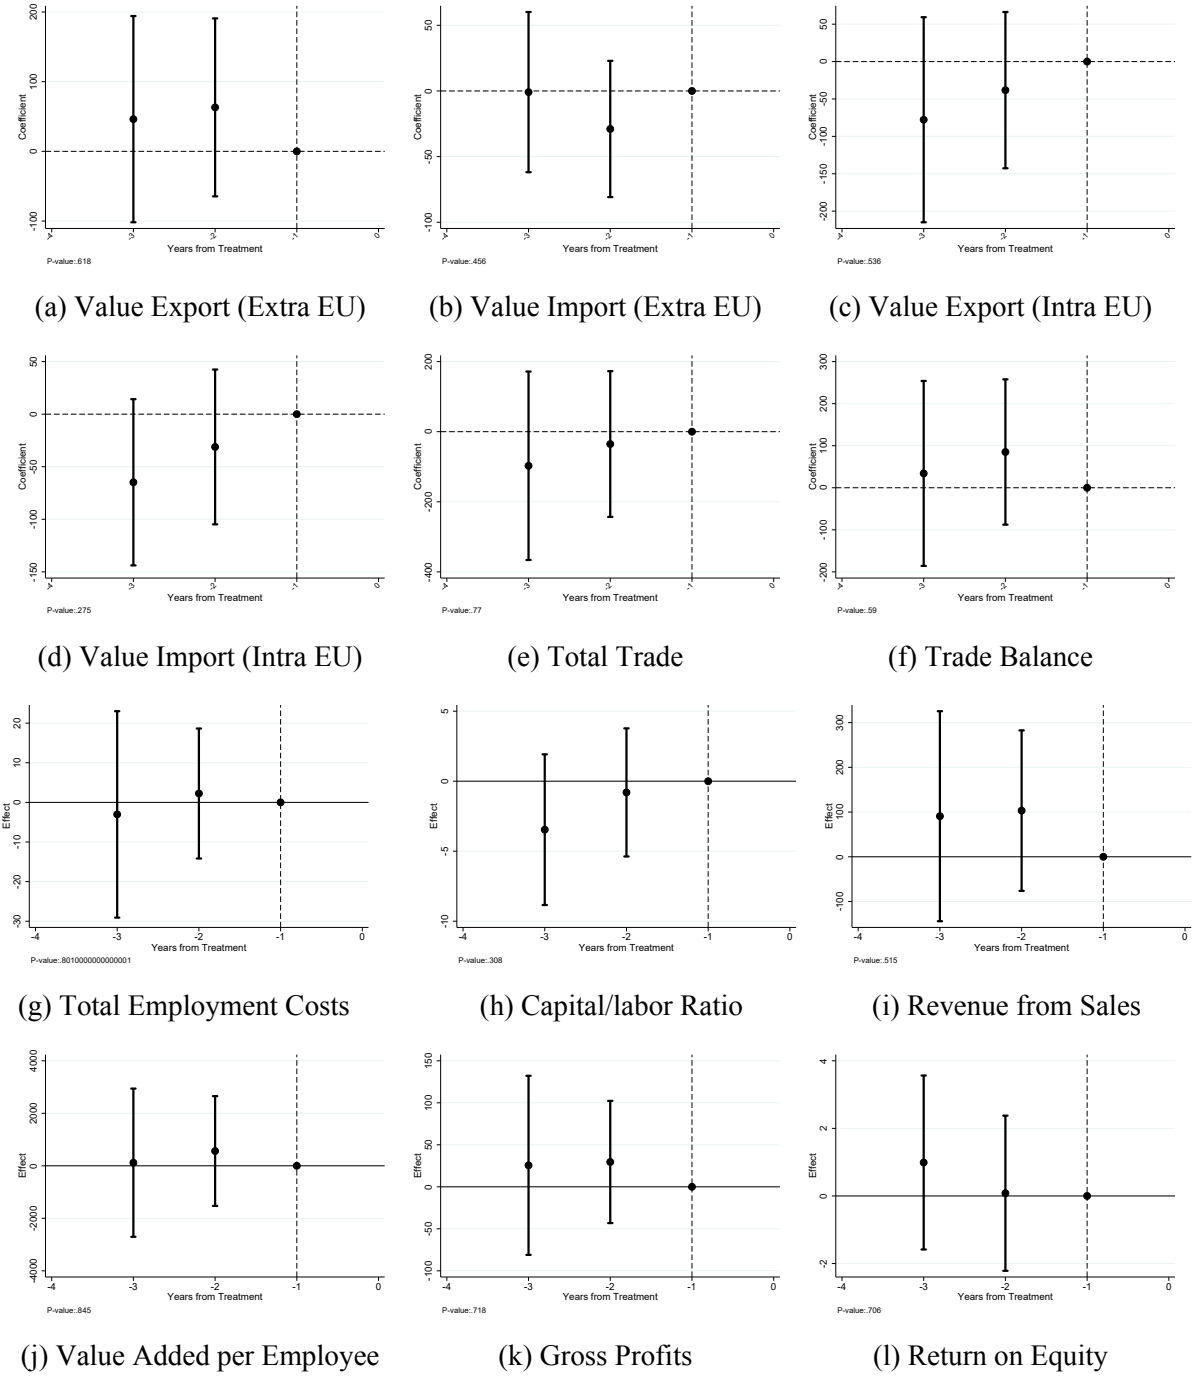 200
100
0
-100
Coefficient
-4
-3
-2
-1
0
Years from Treatment
P-value:.618
(a) Value Export (Extra EU)
50
0
-50
-100
Coefficient
-4
-3
-2
-1
0
Years from Treatment
P-value:.456
(b) Value Import (Extra EU)
50
0
-50
-100
-150
-200
Coefficient
-4
-3
-2
-1
0
Years from Treatment
P-value:.536
(c) Value Export (Intra EU)
50
0
-50
-100
-150
Coefficient
-4
-3
-2
-1
0
Years from Treatment
P-value:.275
(d) Value Import (Intra EU)
200
0
-200
-400
Coefficient
-4
-3
-2
-1
0
Years from Treatment
P-value:.77
(e) Total Trade
300
200
100
0
-100
-200
Coefficient
-4
-3
-2
-1
0
Years from Treatment
P-value:.59
(f) Trade Balance
20
10
0
-10
-20
-30
Effect
-4
-3
-2
-1
0
Years from Treatment
P-value:.8010000000000001
(g) Total Employment Costs
5
0
-5
-10
Effect
-4
-3
-2
-1
0
Years from Treatment
P-value:.308
(h) Capital/labor Ratio
300
200
100
0
-100
Effect
-4
-3
-2
-1
0
Years from Treatment
P-value:.515
(i) Revenue from Sales
4000
2000
0
-2000
-4000
Effect
-4
-3
-2
-1
0
Years from Treatment
P-value:.845
(j) Value Added per Employee
150
100
50
0
-50
-100
Effect
-4
-3
-2
-1
0
Years from Treatment
P-value:.718
(k) Gross Profits
4
2
0
-2
Effect
-4
-3
-2
-1
0
Years from Treatment
P-value:.706
(l) Return on Equity